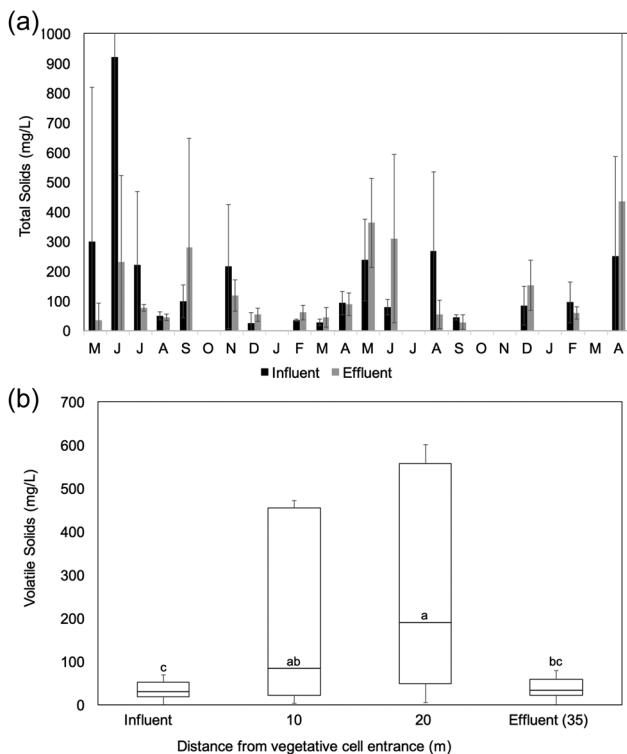 (a)
Total Solids (mg/L)
1000
900
800
700
600
500
400
300
200
100
0
M J J A S O N D J F M A M J J A S O N D J F M A
Influent Effluent
(b)
Volatile Solids (mg/L)
700
600
500
400
300
200
100
0
c
ab
a
bc
Influent 10 20 Effluent (35)
Distance from vegetative cell entrance (m)